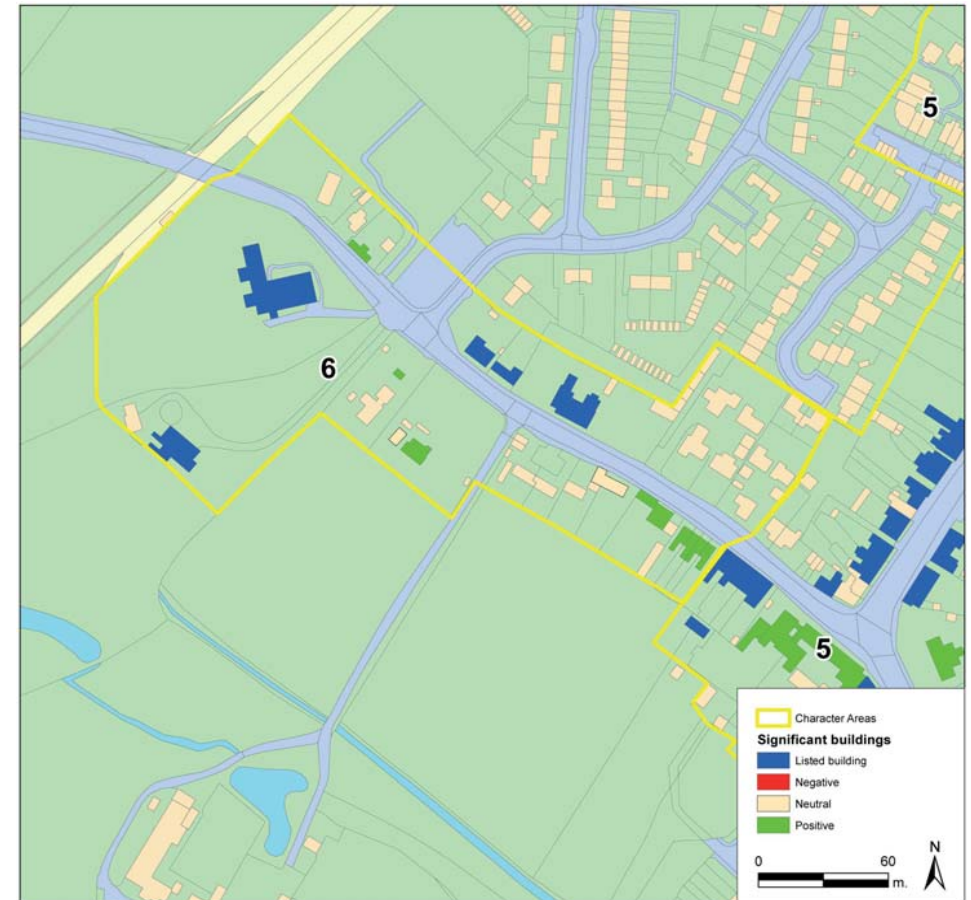 5
6
5
Character Areas
Significant buildings
Listed building
Negative
Neutral
Positive
N
0 60
m.